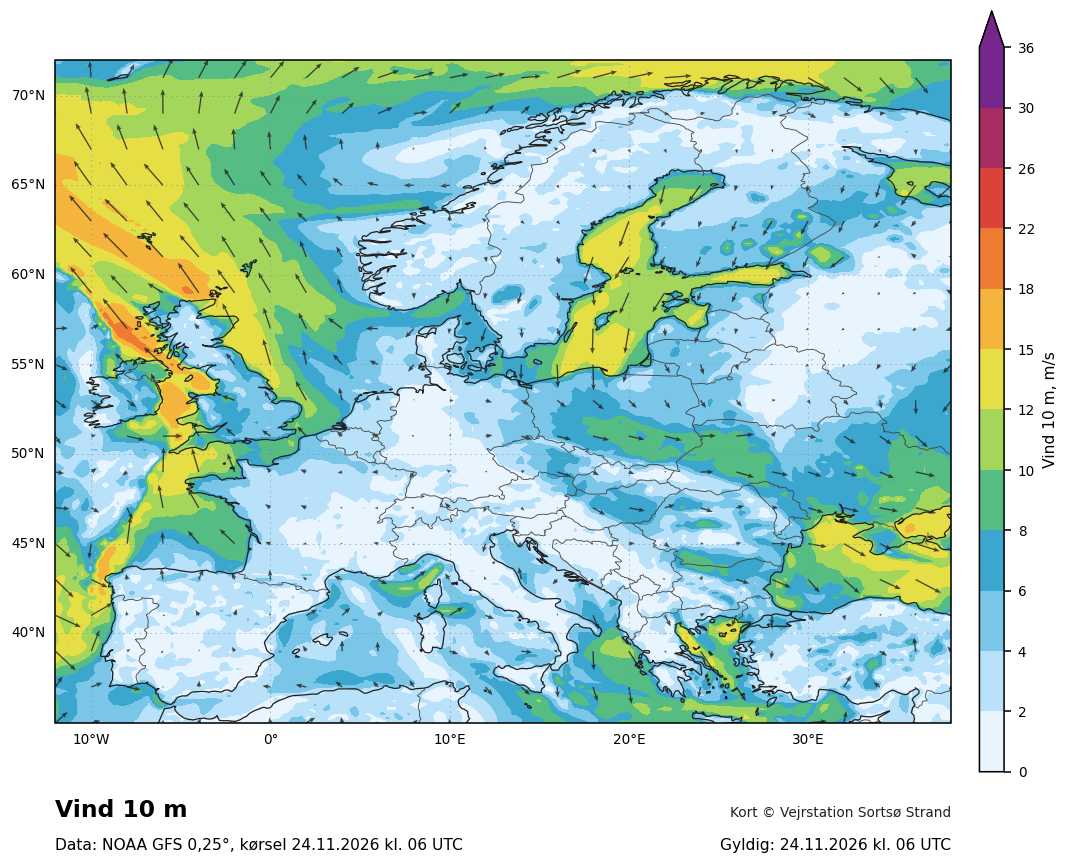 70°N
65°N
60°N
55°N
50°N
45°N
40°N
10°W
0°
10°E
20°E
30°E
36
30
26
22
18
15
12
10
8
6
4
2
0
Vind 10 m, m/s
Vind 10 m
Kort © Vejrstation Sortsø Strand
Data: NOAA GFS 0,25°, kørsel 24.11.2026 kl. 06 UTC
Gyldig: 24.11.2026 kl. 06 UTC